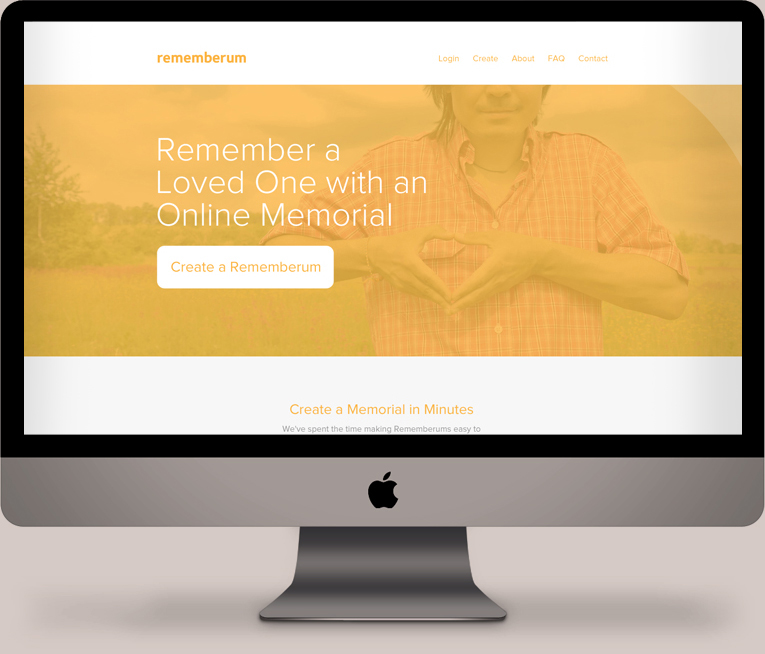 rememberum
Login Create About FAQ Contact
Remember a
Loved One with an
Online Memorial
Create a Rememberum
Create a Memorial in Minutes
We've spent the time making Rememberums easy to